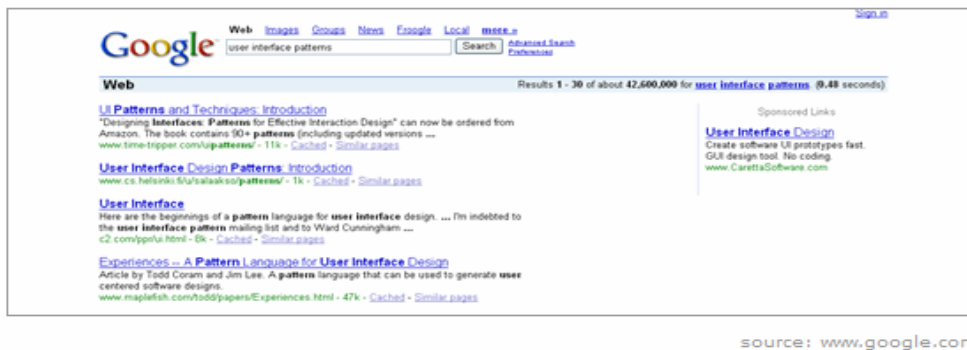 Sign in
Web Images Groups News Froogle Local more »
Google
user interface patterns Search Advanced Search
Preferences
Web Results 1 - 30 of about 42,600,000 for user interface patterns. (0.48 seconds)
UI Patterns and Techniques: Introduction
"Designing Interfaces: Patterns for Effective Interaction Design" can now be ordered from
Amazon. The book contains 90+ patterns (including updated versions ...
www.time-tripper.com/uipatterns/ - 11k - Cached - Similar pages
User Interface Design Patterns: Introduction
www.cs.helsinki.fi/u/salaakso/patterns/ - 1k - Cached - Similar pages
User Interface
Here are the beginnings of a pattern language for user interface design. ... I'm indebted to
the user interface pattern mailing list and to Ward Cunningham ...
c2.com/ppr/ui.html - 8k - Cached - Similar pages
Experiences -- A Pattern Language for User Interface Design
Article by Todd Coram and Jim Lee. A pattern language that can be used to generate user
centered software designs.
www.maplefish.com/todd/papers/Experiences.html - 47k - Cached - Similar pages
Sponsored Links
User Interface Design
Create software UI prototypes fast.
GUI design tool. No coding.
www.CarettaSoftware.com
source: www.google.com